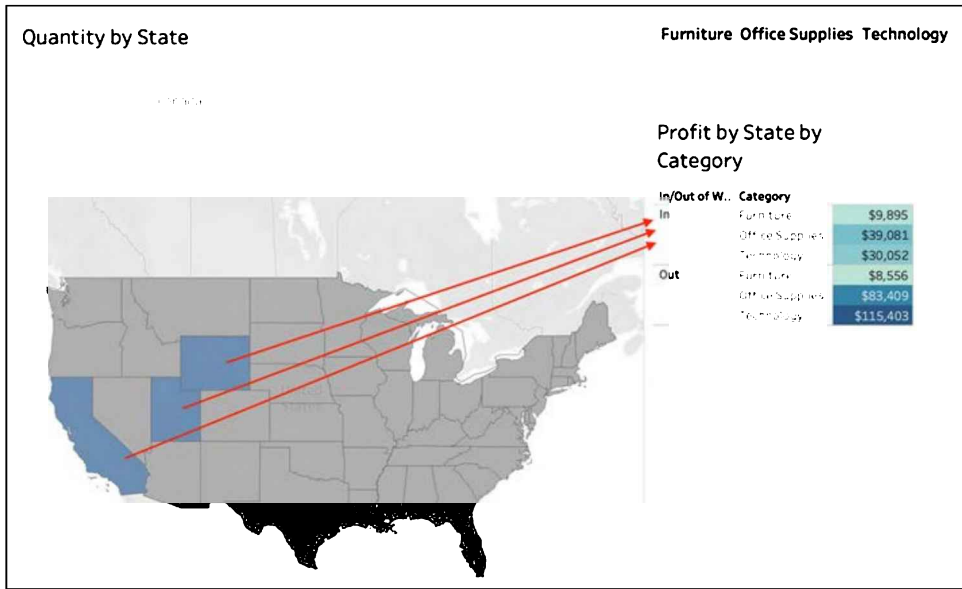 Quantity by State
Furniture Office Supplies Technology
Profit by State by
Category
In/Out of W.. Category
In Furniture $9,895
Office Supplies $39,081
Technology $30,052
Out Furniture $8,556
Office Supplies $83,409
Technology $115,403